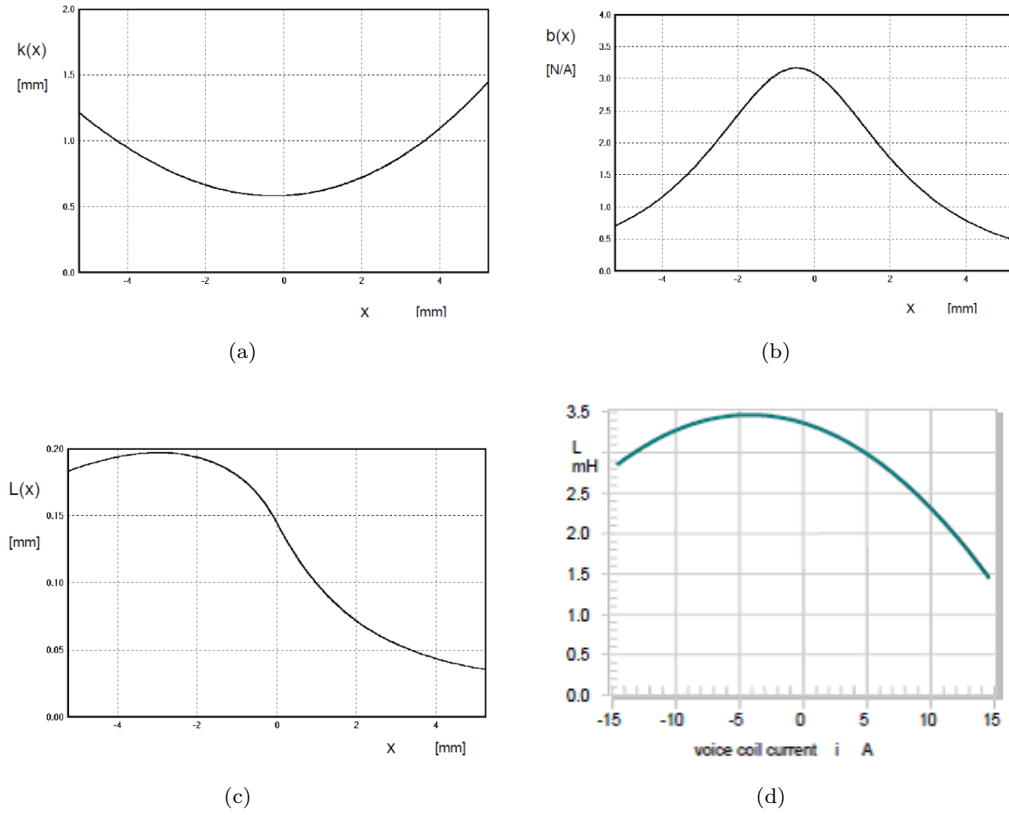 2.0
k(x)
[mm]
1.5
1.0
0.5
0.0
-4 -2 0 2 4
X [mm]
(a)
4.0
b(x)
3.5
[N/A]
3.0
2.5
2.0
1.5
1.0
0.5
0.0
-4 -2 0 2 4
X [mm]
(b)
0.20
L(x)
0.15
[mm]
0.10
0.05
0.00
-4 -2 0 2 4
X [mm]
(c)
3.5
L
mH
2.5
2.0
1.5
1.0
0.5
0.0
-15 -10 -5 0 5 10 15
voice coil current i A
(d)